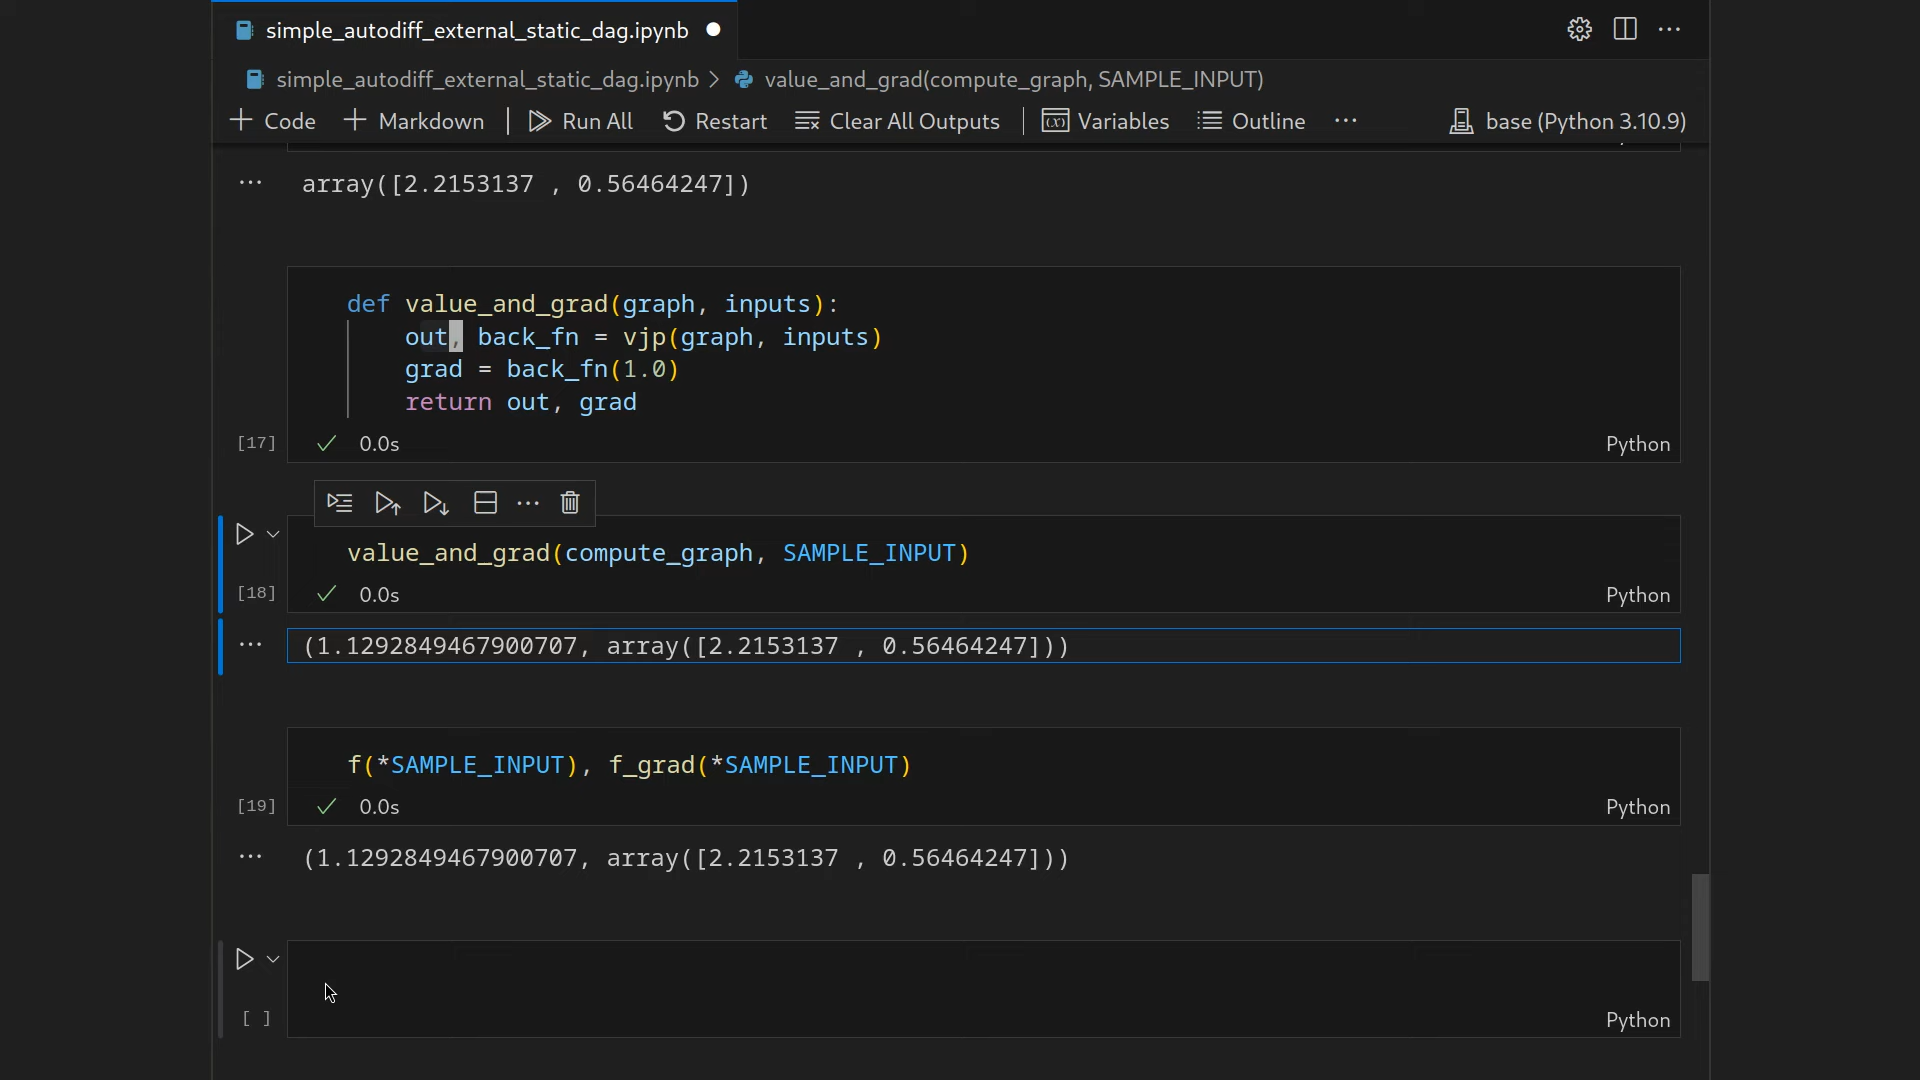 simple_autodiff_external_static_dag.ipynb
simple_autodiff_external_static_dag.ipynb > value_and_grad(compute_graph, SAMPLE_INPUT)
+ Code + Markdown | Run All Restart Clear All Outputs | Variables Outline ··· base (Python 3.10.9)
··· array([2.2153137 , 0.56464247])
def value_and_grad(graph, inputs):
out, back_fn = vjp(graph, inputs)
grad = back_fn(1.0)
return out, grad
[17] ✓ 0.0s Python
value_and_grad(compute_graph, SAMPLE_INPUT)
[18] ✓ 0.0s Python
··· (1.1292849467900707, array([2.2153137 , 0.56464247]))
f(*SAMPLE_INPUT), f_grad(*SAMPLE_INPUT)
[19] ✓ 0.0s Python
··· (1.1292849467900707, array([2.2153137 , 0.56464247]))
[ ] Python